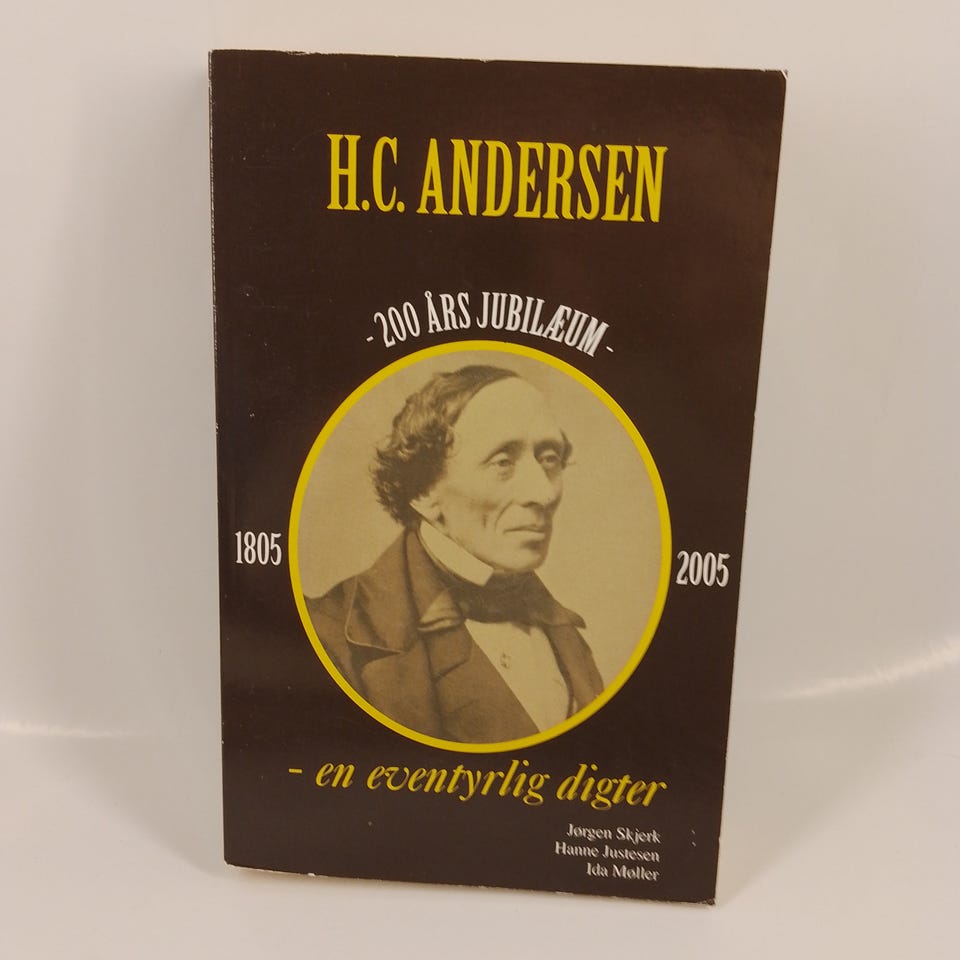 H.C. ANDERSEN
- 200 ÅRS JUBILÆUM -
1805
2005
- en eventyrlig digter
Jørgen Skjerk
Hanne Justesen
Ida Møller